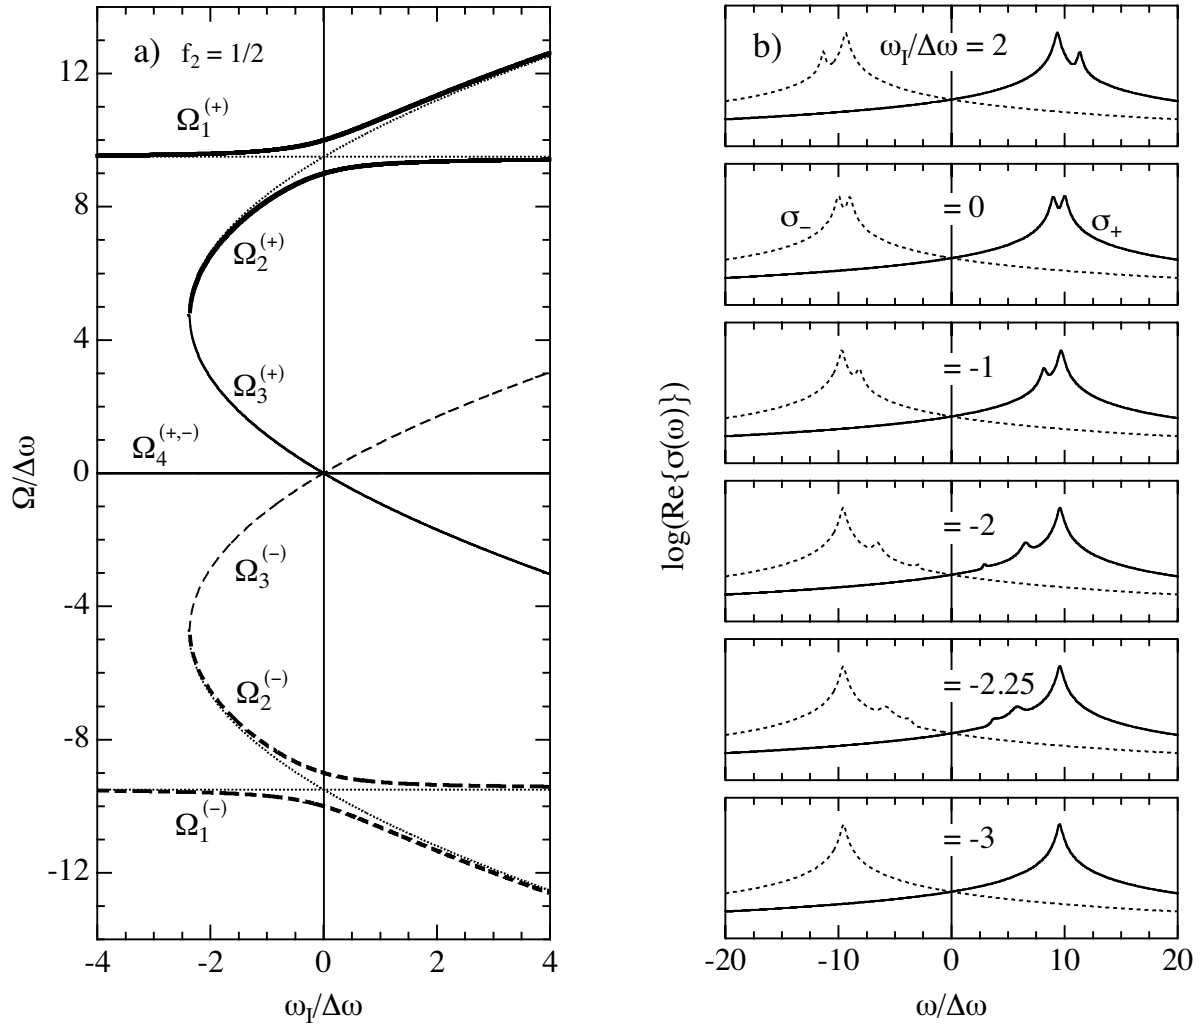 a) f₂ = 1/2
Ω₁⁽⁺⁾
Ω₂⁽⁺⁾
Ω₃⁽⁺⁾
Ω₄⁽⁺,⁻⁾
Ω₃⁽⁻⁾
Ω₂⁽⁻⁾
Ω₁⁽⁻⁾
12
8
4
0
-4
-8
-12
Ω/Δω
-4 -2 0 2 4
ω_I/Δω
b) ω_I/Δω = 2
σ₋ = 0 σ₊
= -1
= -2
= -2.25
= -3
log(Re{σ(ω)})
-20 -10 0 10 20
ω/Δω